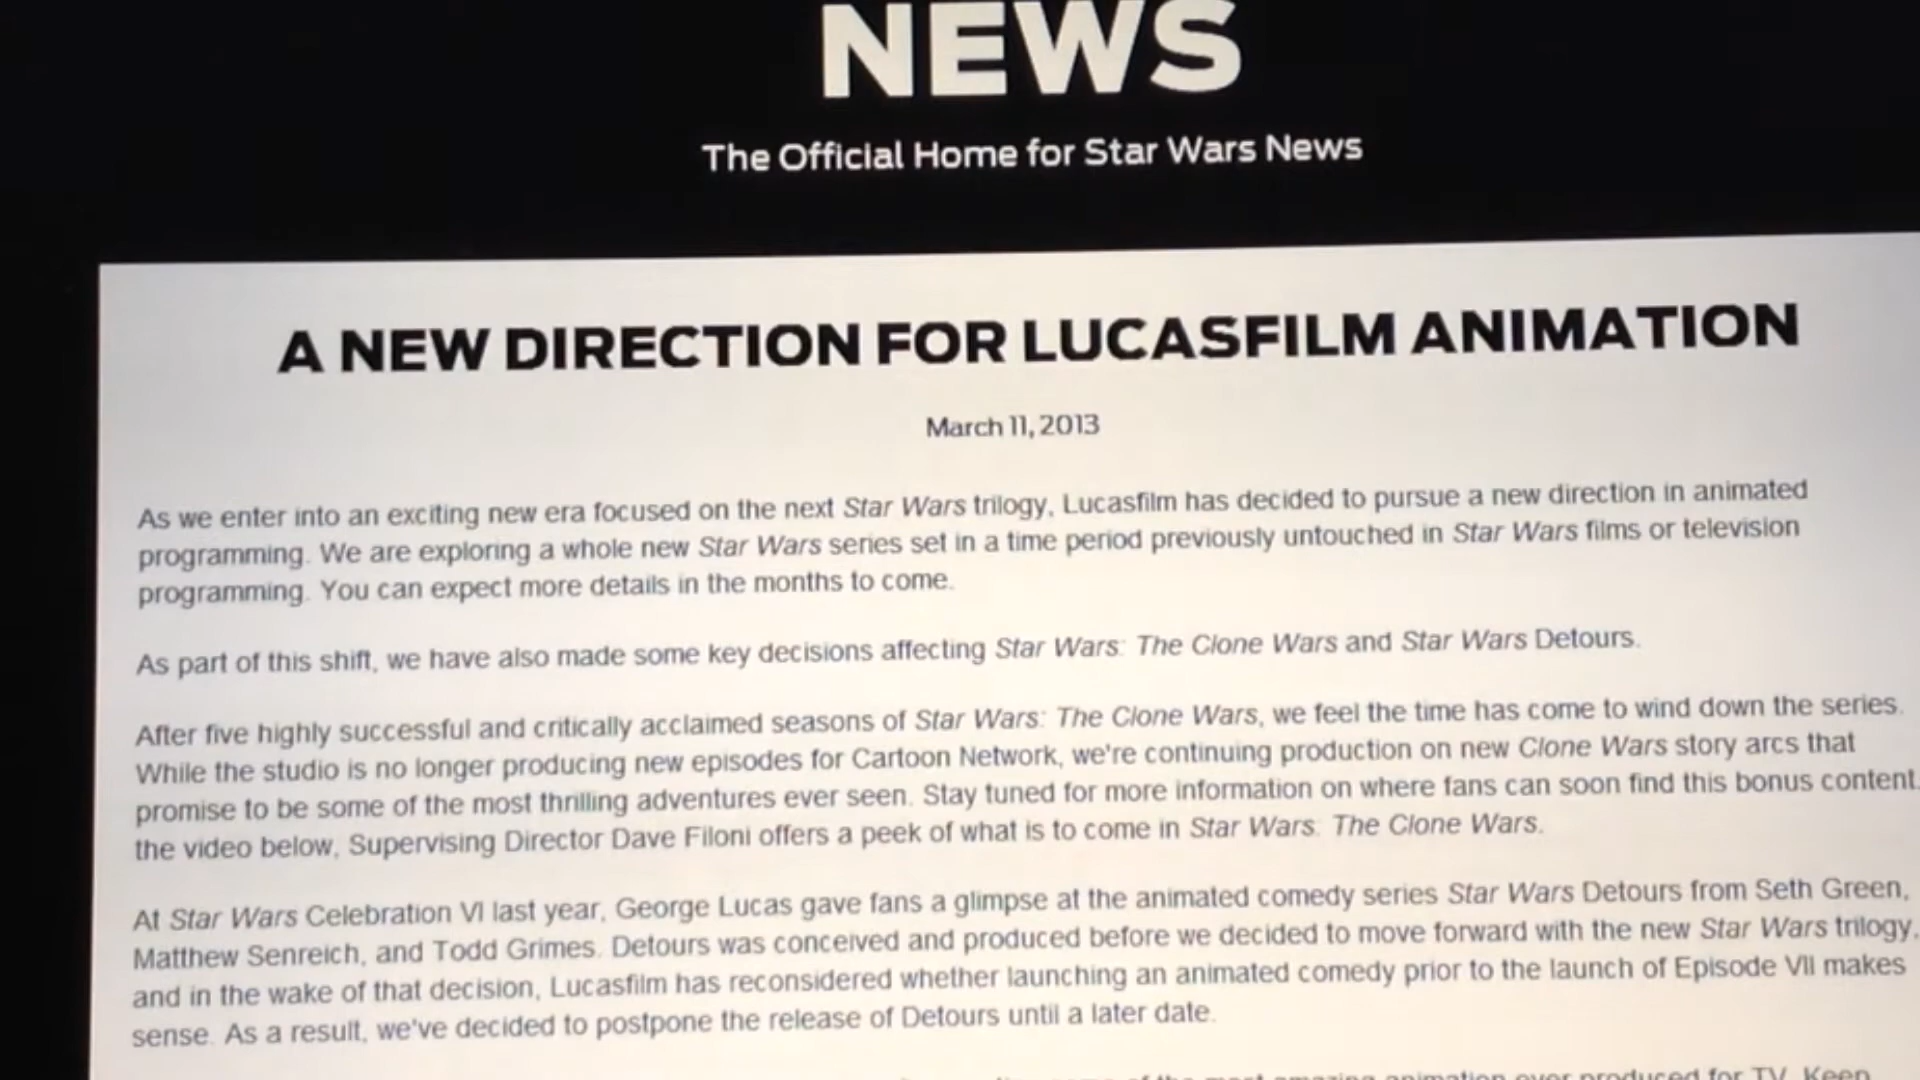 NEWS
The Official Home for Star Wars News
A NEW DIRECTION FOR LUCASFILM ANIMATION
March 11, 2013
As we enter into an exciting new era focused on the next Star Wars trilogy, Lucasfilm has decided to pursue a new direction in animated
programming. We are exploring a whole new Star Wars series set in a time period previously untouched in Star Wars films or television
programming. You can expect more details in the months to come.
As part of this shift, we have also made some key decisions affecting Star Wars: The Clone Wars and Star Wars Detours.
After five highly successful and critically acclaimed seasons of Star Wars: The Clone Wars, we feel the time has come to wind down the series.
While the studio is no longer producing new episodes for Cartoon Network, we're continuing production on new Clone Wars story arcs that
promise to be some of the most thrilling adventures ever seen. Stay tuned for more information on where fans can soon find this bonus content.
the video below, Supervising Director Dave Filoni offers a peek of what is to come in Star Wars: The Clone Wars.
At Star Wars Celebration VI last year, George Lucas gave fans a glimpse at the animated comedy series Star Wars Detours from Seth Green,
Matthew Senreich, and Todd Grimes. Detours was conceived and produced before we decided to move forward with the new Star Wars trilogy,
and in the wake of that decision, Lucasfilm has reconsidered whether launching an animated comedy prior to the launch of Episode VII makes
sense. As a result, we've decided to postpone the release of Detours until a later date.
of the most amazing animation ever produced for TV. Keep